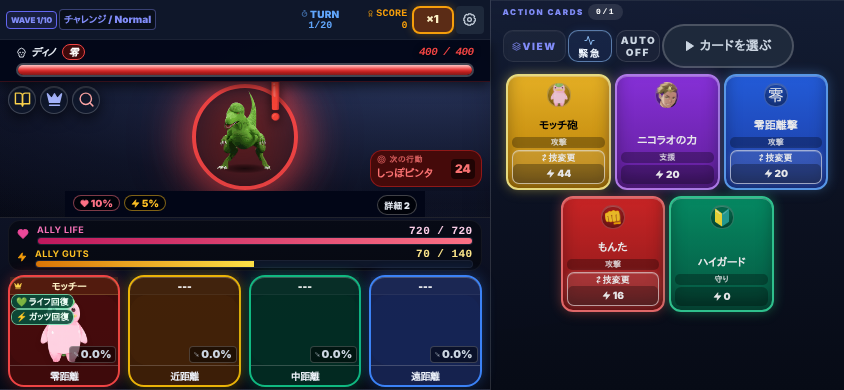 WAVE 1/10
チャレンジ / Normal
TURN
1/20
SCORE
0
×1
ディノ
零
400 / 400
!
次の行動
しっぽビンタ
24
10%
5%
詳細 2
ALLY LIFE
720 / 720
ALLY GUTS
70 / 140
モッチー
ライフ回復
ガッツ回復
0.0%
零距離
---
0.0%
近距離
---
0.0%
中距離
---
0.0%
遠距離
ACTION CARDS
0/1
VIEW
緊急
AUTO
OFF
カードを選ぶ
モッチ砲
攻撃
技変更
44
ニコラオの力
支援
20
零
零距離撃
攻撃
技変更
20
もんた
攻撃
技変更
16
ハイガード
守り
0